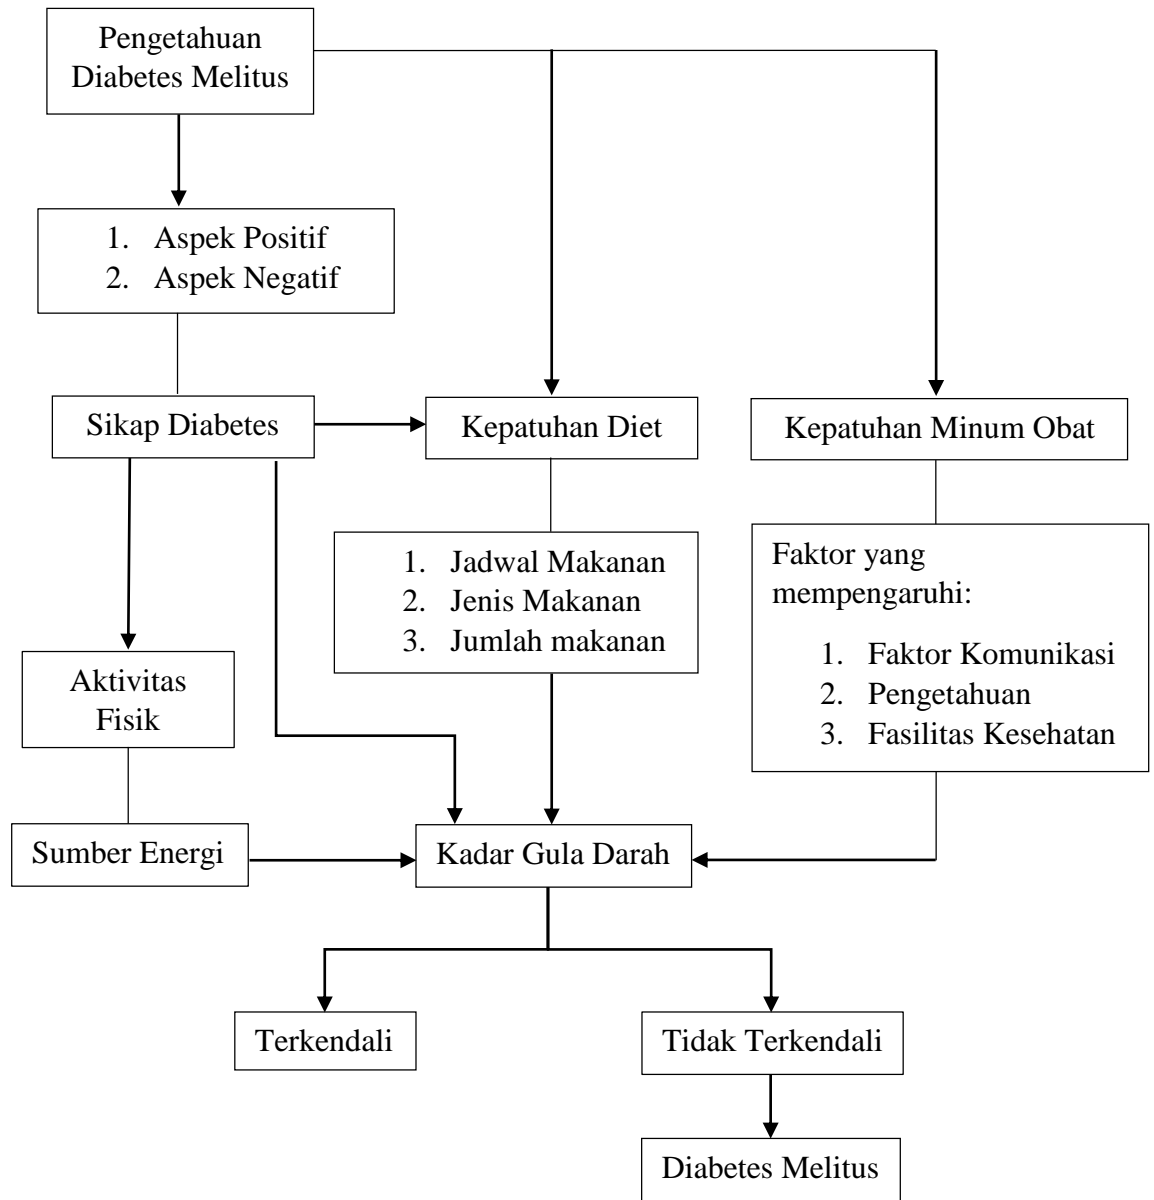 Pengetahuan
Diabetes Melitus
1. Aspek Positif
2. Aspek Negatif
Sikap Diabetes
Kepatuhan Diet
Kepatuhan Minum Obat
1. Jadwal Makanan
2. Jenis Makanan
3. Jumlah makanan
Faktor yang
mempengaruhi:
1. Faktor Komunikasi
2. Pengetahuan
3. Fasilitas Kesehatan
Aktivitas
Fisik
Sumber Energi
Kadar Gula Darah
Terkendali
Tidak Terkendali
Diabetes Melitus